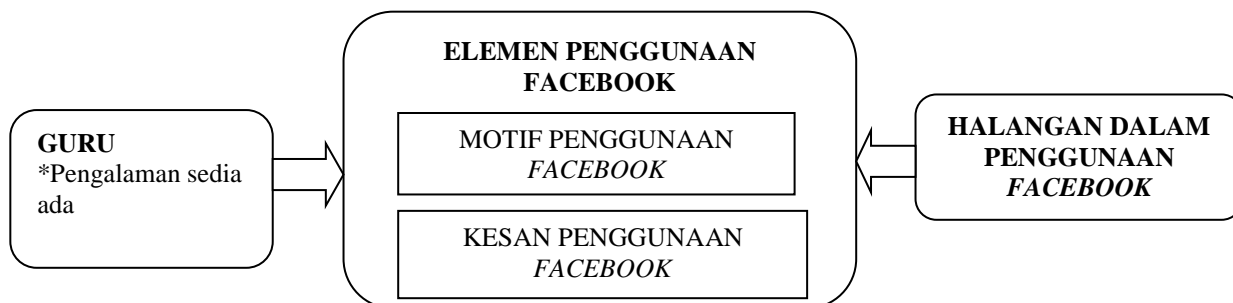 GURU
*Pengalaman sedia
ada
ELEMEN PENGGUNAAN
FACEBOOK
MOTIF PENGGUNAAN
FACEBOOK
KESAN PENGGUNAAN
FACEBOOK
HALANGAN DALAM
PENGGUNAAN
FACEBOOK